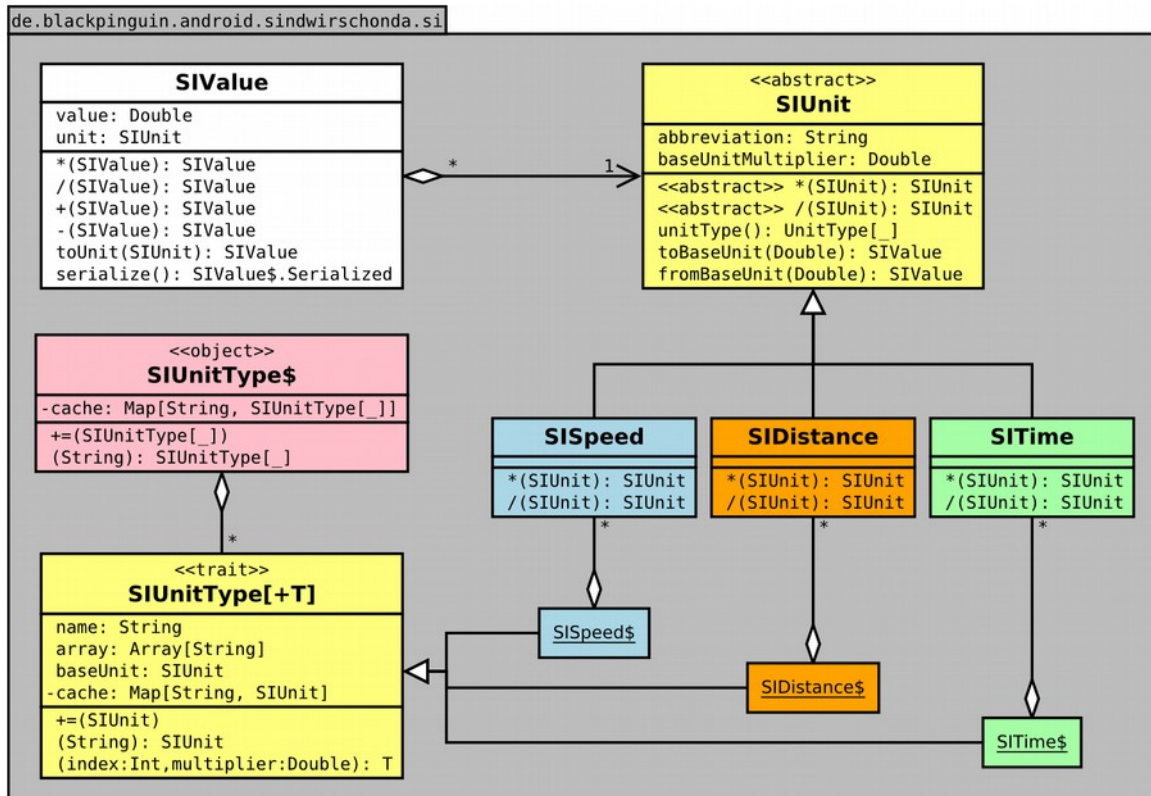 de.blackpinguin.android.sindwirschonda.si
SIValue
value: Double
unit: SIUnit
*(SIValue): SIValue
/(SIValue): SIValue
+(SIValue): SIValue
-(SIValue): SIValue
toUnit(SIUnit): SIValue
serialize(): SIValue$.Serialized
* 1
<<abstract>>
SIUnit
abbreviation: String
baseUnitMultiplier: Double
<<abstract>> *(SIUnit): SIUnit
<<abstract>> /(SIUnit): SIUnit
unitType(): UnitType[_]
toBaseUnit(Double): SIValue
fromBaseUnit(Double): SIValue
<<object>>
SIUnitType$
-cache: Map[String, SIUnitType[_]]
+=(SIUnitType[_])
(String): SIUnitType[_]
*
SISpeed
*(SIUnit): SIUnit
/(SIUnit): SIUnit
*
SIDistance
*(SIUnit): SIUnit
/(SIUnit): SIUnit
*
SITime
*(SIUnit): SIUnit
/(SIUnit): SIUnit
*
<<trait>>
SIUnitType[+T]
name: String
array: Array[String]
baseUnit: SIUnit
-cache: Map[String, SIUnit]
+=(SIUnit)
(String): SIUnit
(index:Int,multiplier:Double): T
SISpeed$
SIDistance$
SITime$